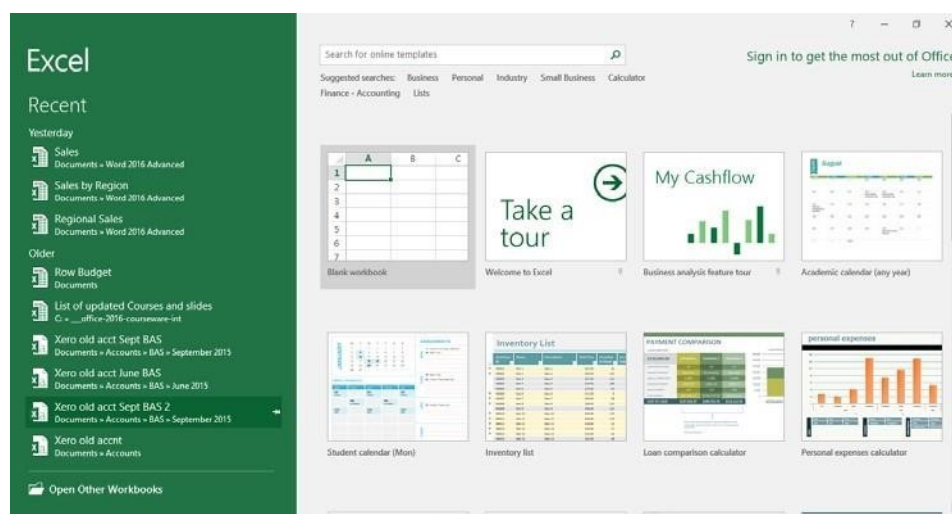 Excel
Recent
Yesterday
Sales
Documents » Word 2016 Advanced
Sales by Region
Documents » Word 2016 Advanced
Regional Sales
Documents » Word 2016 Advanced
Older
Row Budget
Documents
List of updated Courses and slides
C: » __office-2016-courseware-int
Xero old acct Sept BAS
Documents » Accounts » BAS » September 2015
Xero old acct June BAS
Documents » Accounts » BAS » June 2015
Xero old acct Sept BAS 2
Documents » Accounts » BAS » September 2015
Xero old accnt
Documents » Accounts
Open Other Workbooks
?
Search for online templates
Sign in to get the most out of Office
Learn more
Suggested searches: Business Personal Industry Small Business Calculator
Finance - Accounting Lists
A B C
1
2
3
4
5
6
7
Blank workbook
Take a
tour
Welcome to Excel
My Cashflow
Business analysis feature tour
August
Academic calendar (any year)
JANUARY
Student calendar (Mon)
Inventory List
Inventory list
PAYMENT COMPARISON
Loan comparison calculator
personal expenses
Personal expenses calculator